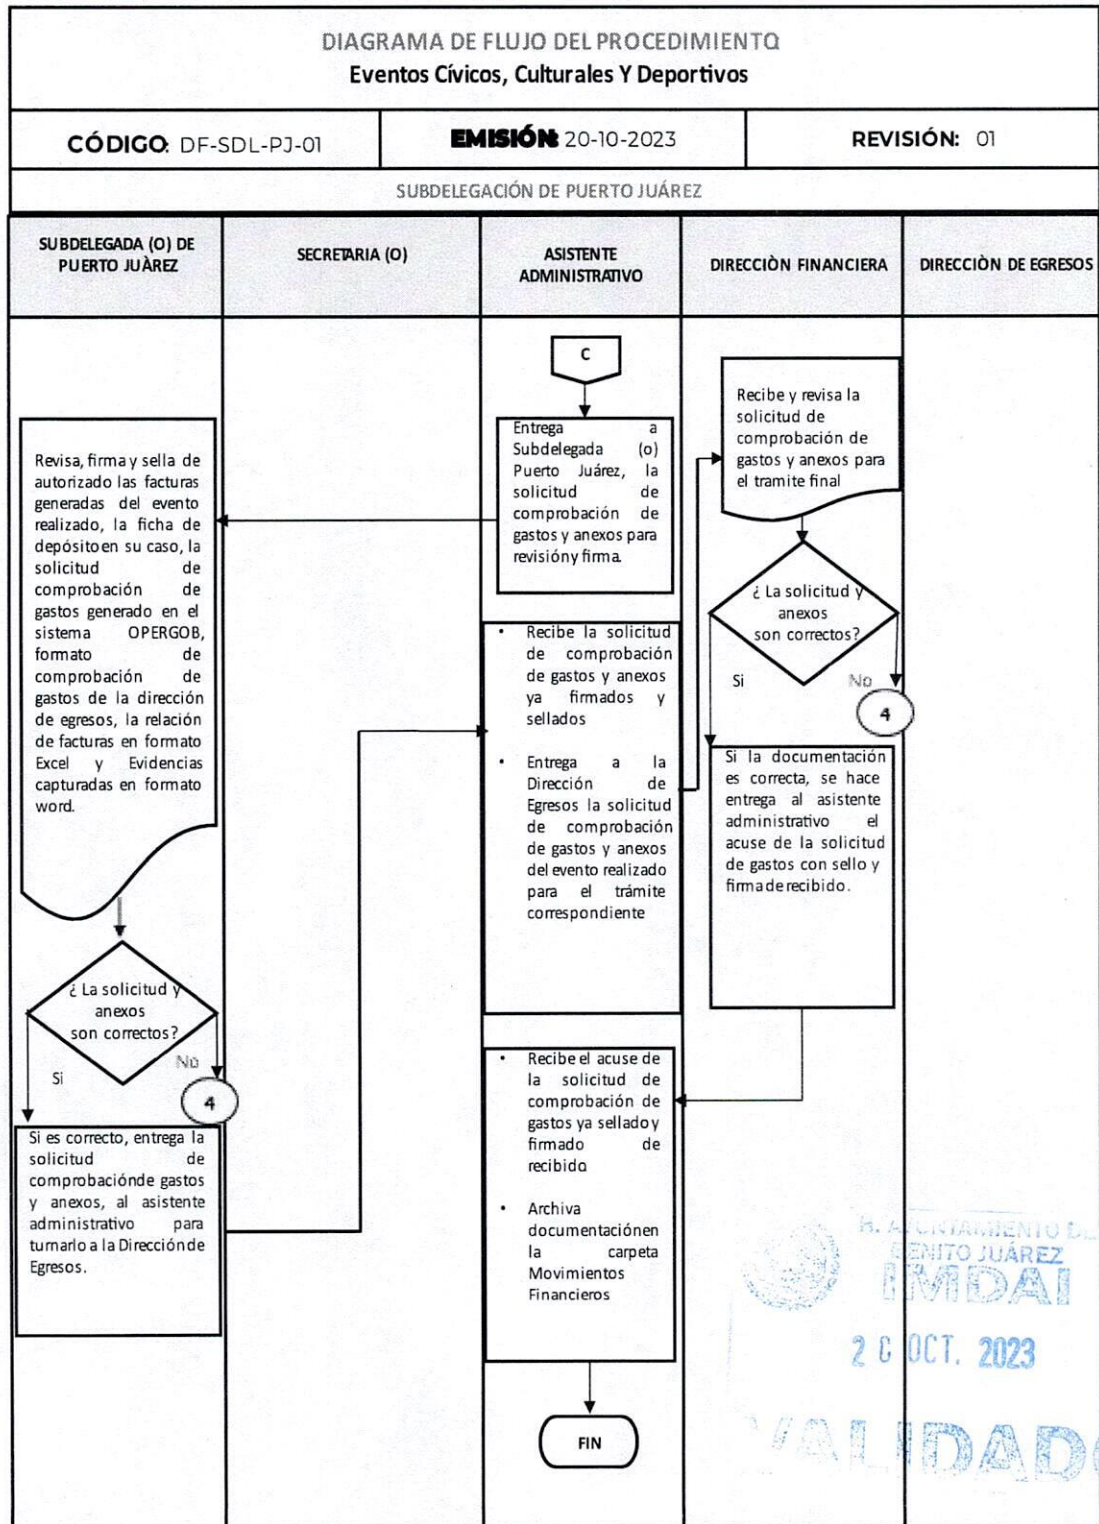 DIAGRAMA DE FLUJO DEL PROCEDIMIENTO
Eventos Cívicos, Culturales Y Deportivos
CÓDIGO: DF-SDL-PJ-01
EMISIÓN: 20-10-2023
REVISIÓN: 01
SUBDELEGACIÓN DE PUERTO JUÁREZ
SUBDELEGADA (O) DE
PUERTO JUÀREZ
SECRETARIA (O)
ASISTENTE
ADMINISTRATIVO
DIRECCIÒN FINANCIERA
DIRECCIÒN DE EGRESOS
C
Entrega a
Subdelegada (o)
Puerto Juárez, la
solicitud de
comprobación de
gastos y anexos para
revisión y firma.
Revisa, firma y sella de
autorizado las facturas
generadas del evento
realizado, la ficha de
depósito en su caso, la
solicitud de
comprobación de
gastos generado en el
sistema OPERGOB,
formato de
comprobación de
gastos de la dirección
de egresos, la relación
de facturas en formato
Excel y Evidencias
capturadas en formato
word.
¿ La solicitud y
anexos
son correctos?
Si
No
4
Si es correcto, entrega la
solicitud de
comprobación de gastos
y anexos, al asistente
administrativo para
turnarlo a la Dirección de
Egresos.
• Recibe la solicitud
de comprobación
de gastos y anexos
ya firmados y
sellados
• Entrega a la
Dirección de
Egresos la solicitud
de comprobación
de gastos y anexos
del evento realizado
para el trámite
correspondiente
Recibe y revisa la
solicitud de
comprobación de
gastos y anexos para
el tramite final
¿ La solicitud y
anexos
son correctos?
Si
No
4
Si la documentación
es correcta, se hace
entrega al asistente
administrativo el
acuse de la solicitud
de gastos con sello y
firma de recibido.
• Recibe el acuse de
la solicitud de
comprobación de
gastos ya sellado y
firmado de
recibido
• Archiva
documentación en
la carpeta
Movimientos
Financieros
FIN
H. AYUNTAMIENTO DE
BENITO JUÁREZ
IMDAI
OCT. 2023
VALIDADO